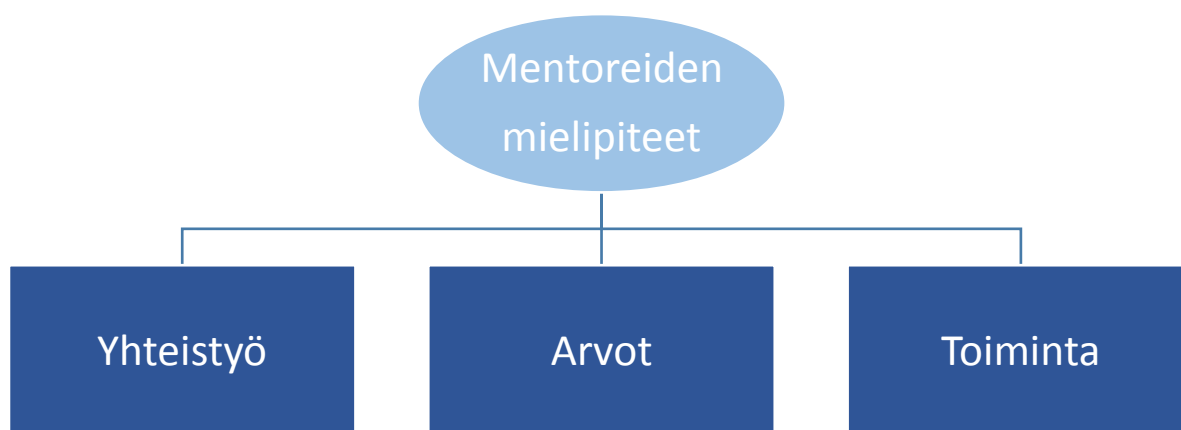 Mentoreiden
mielipiteet
Yhteistyö
Arvot
Toiminta